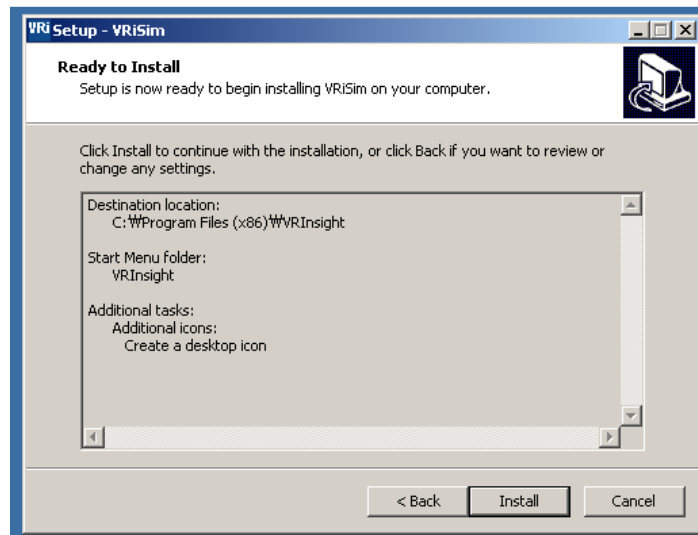 VRi Setup - VRiSim
Ready to Install
Setup is now ready to begin installing VRiSim on your computer.
Click Install to continue with the installation, or click Back if you want to review or
change any settings.
Destination location:
C:₩Program Files (x86)₩VRInsight
Start Menu folder:
VRInsight
Additional tasks:
Additional icons:
Create a desktop icon
< Back Install Cancel